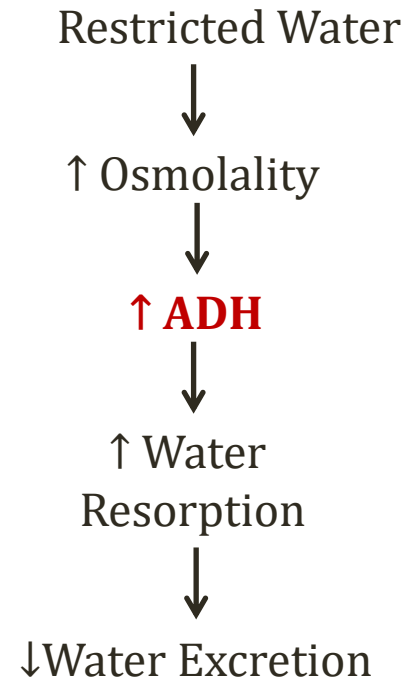 Restricted Water
↑ Osmolality
↑ ADH
↑ Water
Resorption
↓Water Excretion